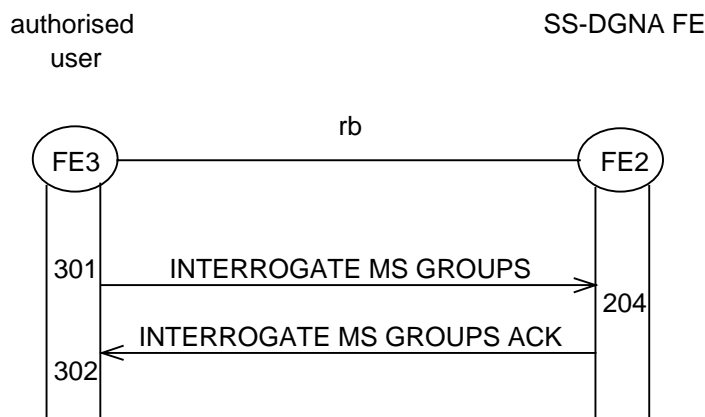 authorised
user
SS-DGNA FE
rb
FE3
FE2
301
INTERROGATE MS GROUPS
204
INTERROGATE MS GROUPS ACK
302